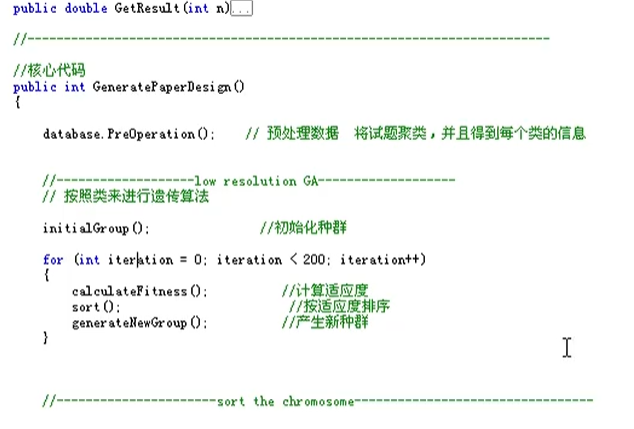 public double GetResult(int n)...
//----------------------------------------------------------------------
//核心代码
public int GeneratePaperDesign()
{
database.PreOperation(); // 预处理数据 将试题聚类，并且得到每个类的信息
//-------------------low resolution GA-------------------
// 按照类来进行遗传算法
initialGroup(); //初始化种群
for (int iteration = 0; iteration < 200; iteration++)
{
calculateFitness(); //计算适应度
sort(); //按适应度排序
generateNewGroup(); //产生新种群
}
//----------------------sort the chromosome---------------------------------